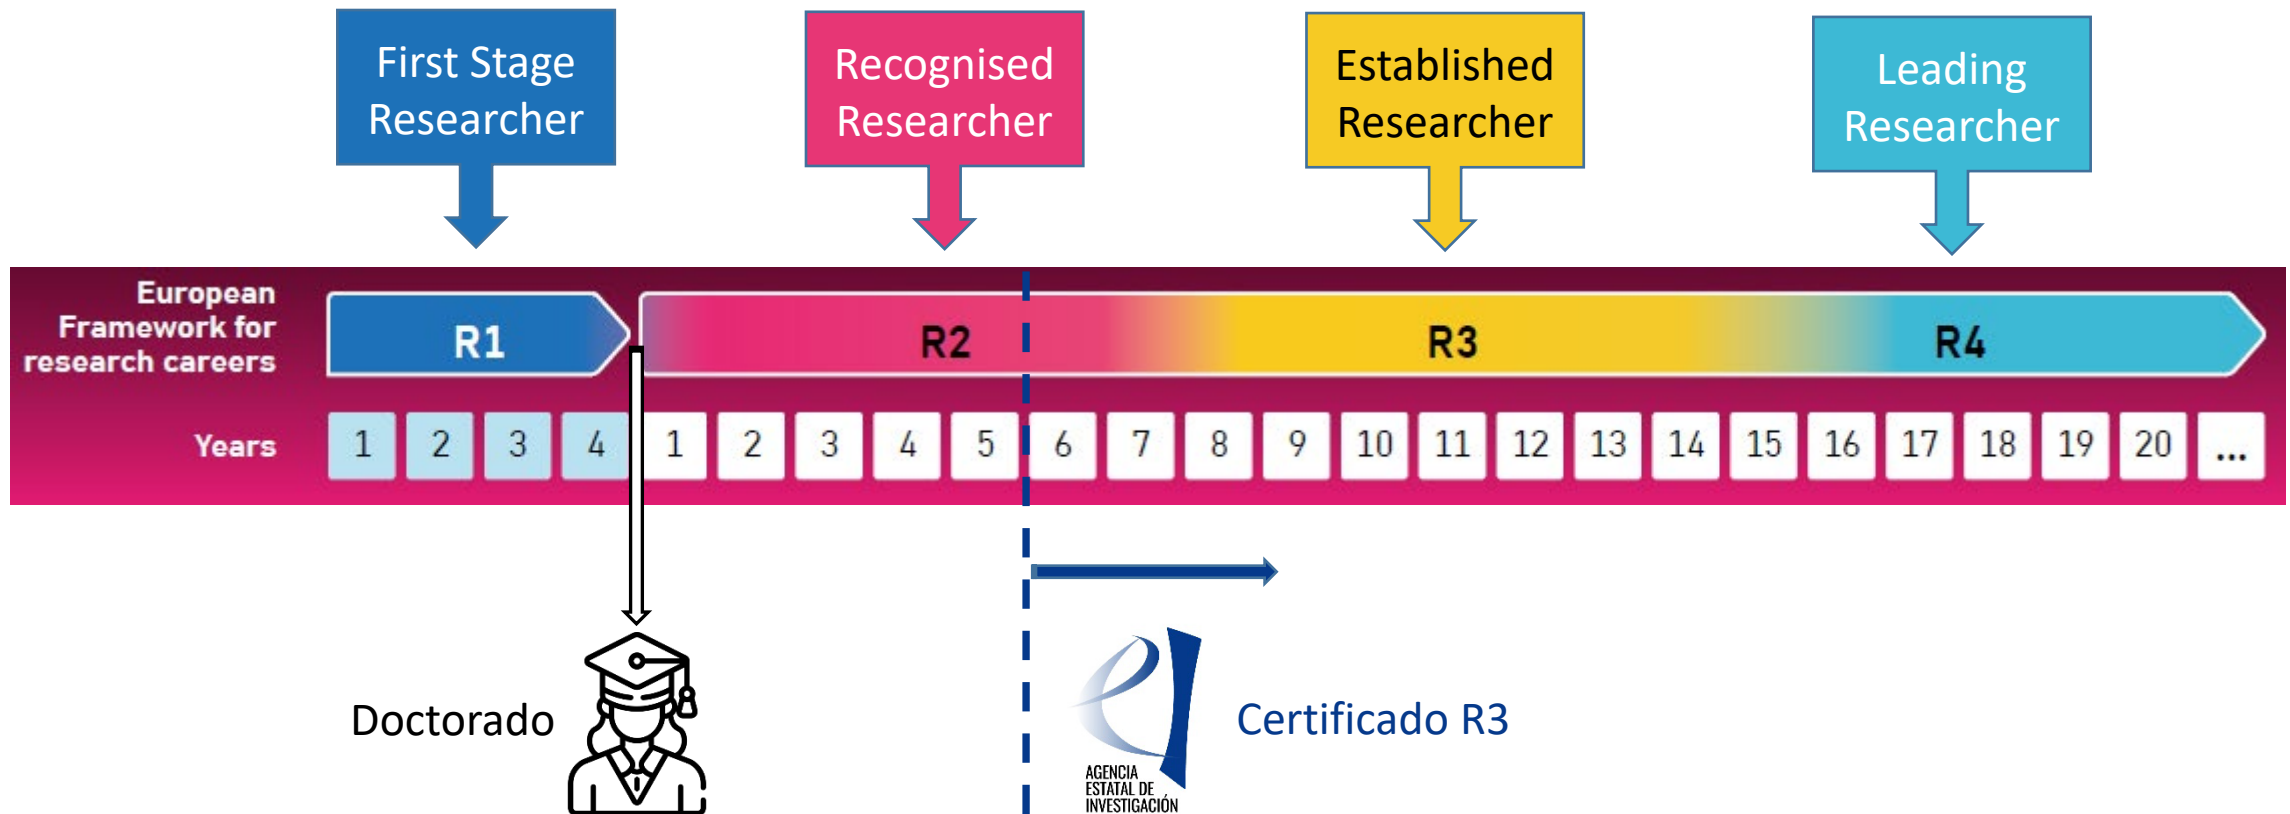 First Stage
Researcher
Recognised
Researcher
Established
Researcher
Leading
Researcher
European
Framework for
research careers
R1
R2
R3
R4
Years
1 2 3 4 1 2 3 4 5 6 7 8 9 10 11 12 13 14 15 16 17 18 19 20 ...
Doctorado
AGENCIA
ESTATAL DE
INVESTIGACIÓN
Certificado R3